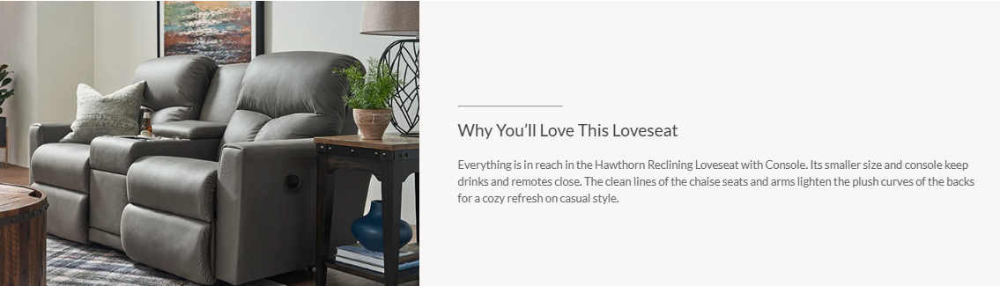 Why You'll Love This Loveseat
Everything is in reach in the Hawthorn Reclining Loveseat with Console. Its smaller size and console keep
drinks and remotes close. The clean lines of the chaise seats and arms lighten the plush curves of the backs
for a cozy refresh on casual style.